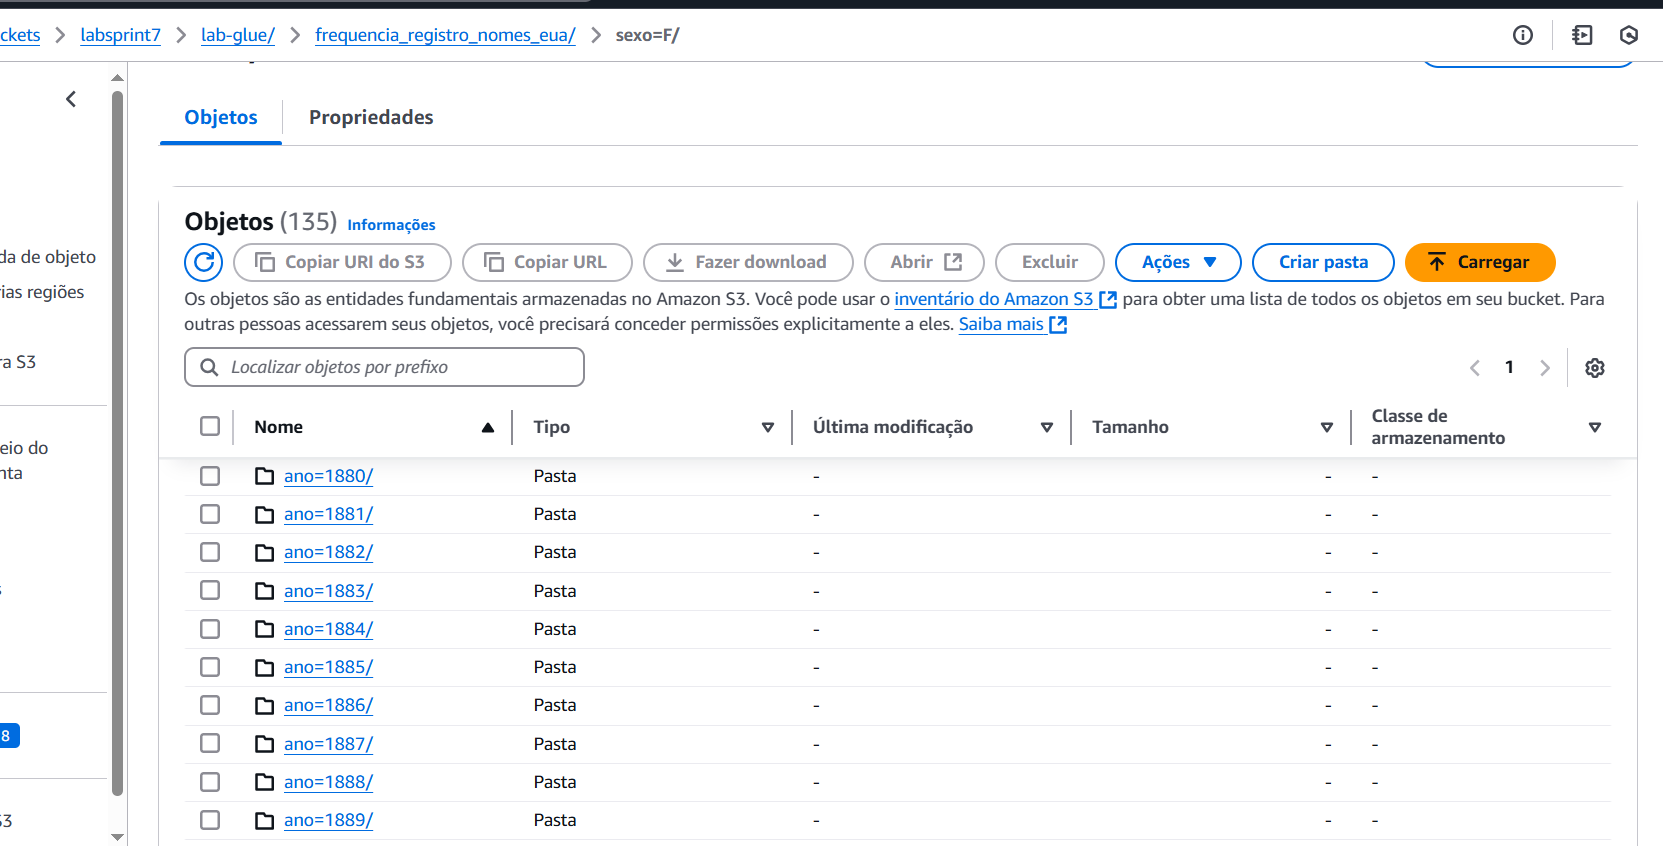 ckets > labsprint7 > lab-glue/ > frequencia_registro_nomes_eua/ > sexo=F/
Objetos
Propriedades
da de objeto
ias regiões
ra S3
eio do
nta
s
8
S3
Objetos (135) Informações
Copiar URI do S3
Copiar URL
Fazer download
Abrir
Excluir
Ações
Criar pasta
Carregar
Os objetos são as entidades fundamentais armazenadas no Amazon S3. Você pode usar o inventário do Amazon S3 para obter uma lista de todos os objetos em seu bucket. Para
outras pessoas acessarem seus objetos, você precisará conceder permissões explicitamente a eles. Saiba mais
Localizar objetos por prefixo
1
Nome Tipo Última modificação Tamanho Classe de
armazenamento
ano=1880/ Pasta - - -
ano=1881/ Pasta - - -
ano=1882/ Pasta - - -
ano=1883/ Pasta - - -
ano=1884/ Pasta - - -
ano=1885/ Pasta - - -
ano=1886/ Pasta - - -
ano=1887/ Pasta - - -
ano=1888/ Pasta - - -
ano=1889/ Pasta - - -